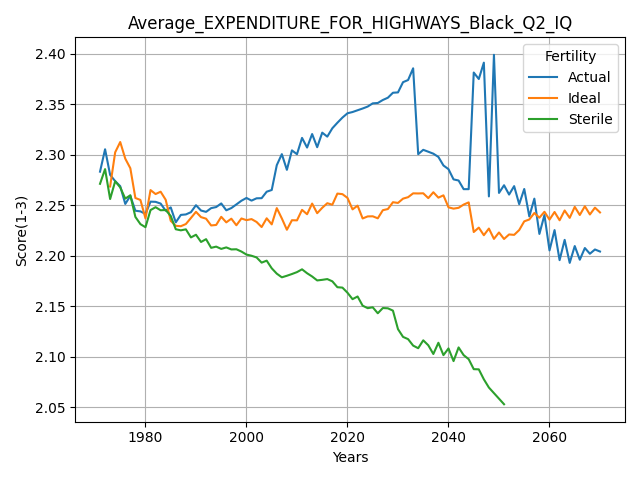 Average_EXPENDITURE_FOR_HIGHWAYS_Black_Q2_IQ
Fertility
Actual
Ideal
Sterile
Score(1-3)
2.40
2.35
2.30
2.25
2.20
2.15
2.10
2.05
1980
2000
2020
2040
2060
Years